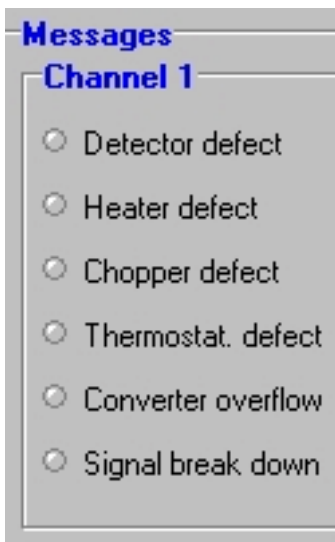 Messages
Channel 1
Detector defect
Heater defect
Chopper defect
Thermostat. defect
Converter overflow
Signal break down